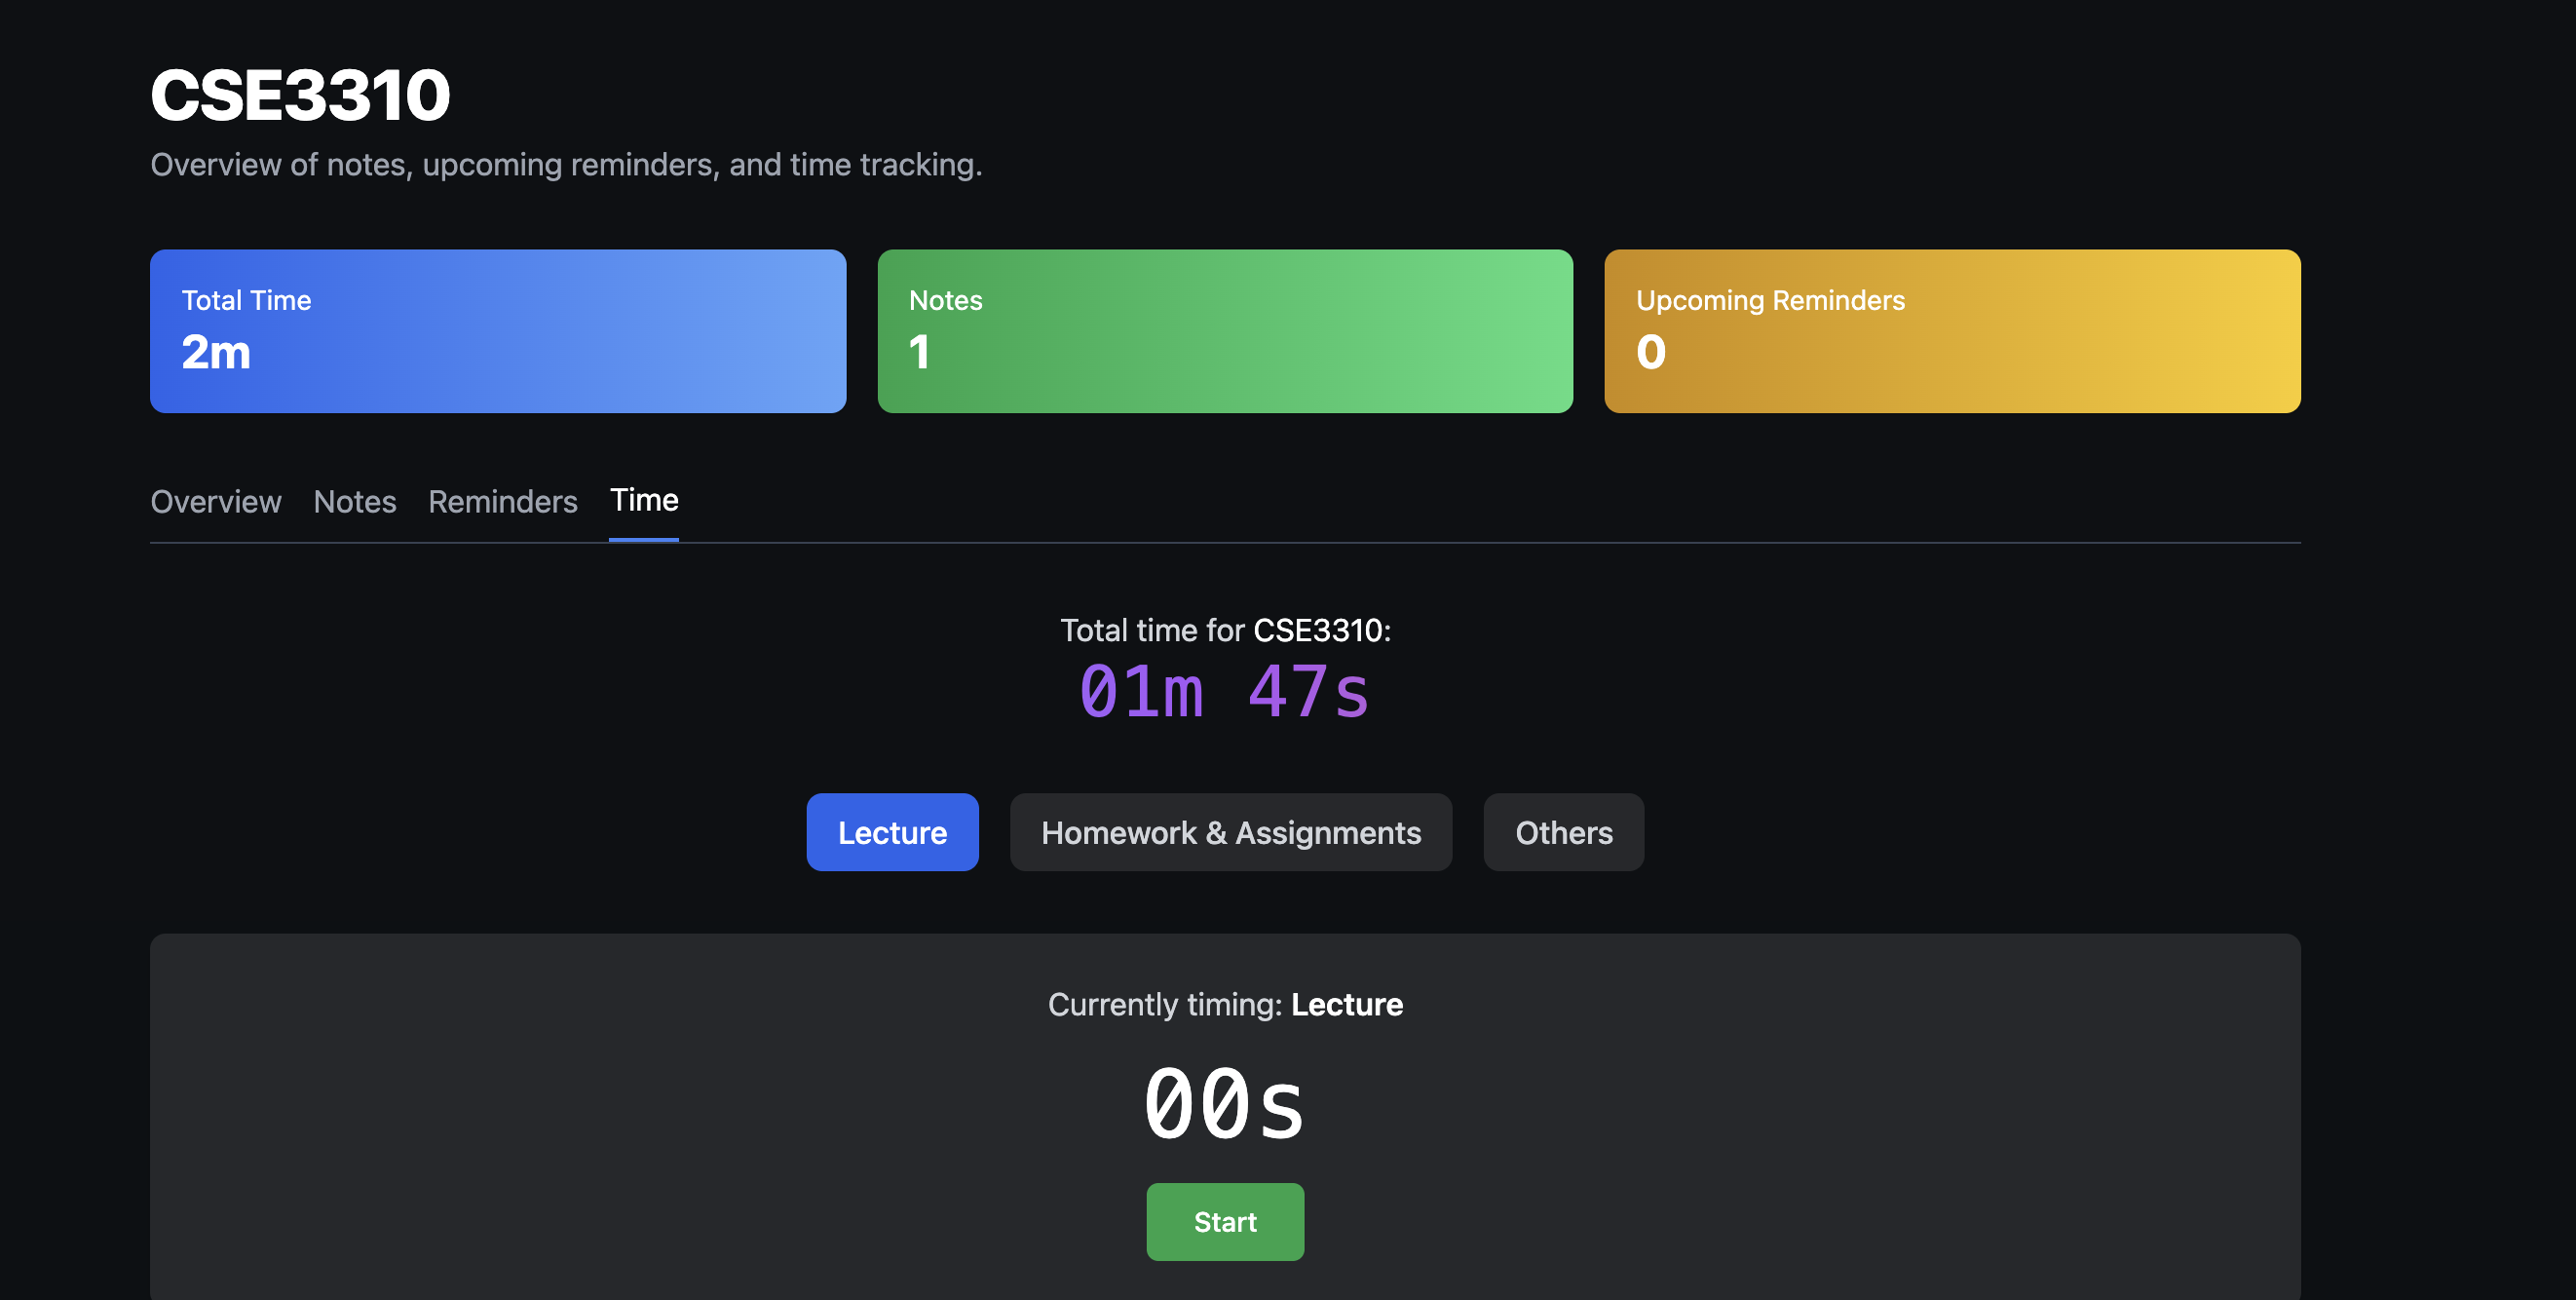 CSE3310
Overview of notes, upcoming reminders, and time tracking.
Total Time
2m
Notes
1
Upcoming Reminders
0
Overview Notes Reminders Time
Total time for CSE3310:
01m 47s
Lecture Homework & Assignments Others
Currently timing: Lecture
00s
Start